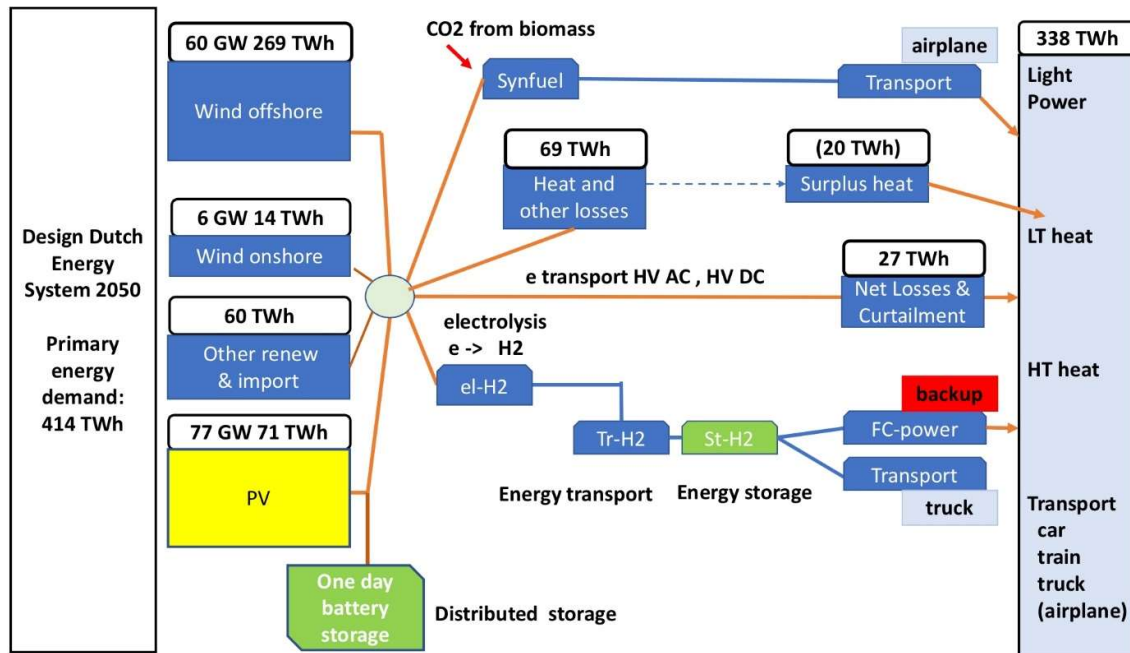 Design Dutch
Energy
System 2050
Primary
energy
demand:
414 TWh
60 GW 269 TWh
Wind offshore
6 GW 14 TWh
Wind onshore
60 TWh
Other renew
& import
77 GW 71 TWh
PV
One day
battery
storage
Distributed storage
CO2 from biomass
Synfuel
airplane
Transport
69 TWh
Heat and
other losses
(20 TWh)
Surplus heat
e transport HV AC , HV DC
27 TWh
Net Losses &
Curtailment
electrolysis
e -> H2
el-H2
Tr-H2
St-H2
Energy transport
Energy storage
backup
FC-power
Transport
truck
338 TWh
Light
Power
LT heat
HT heat
Transport
car
train
truck
(airplane)